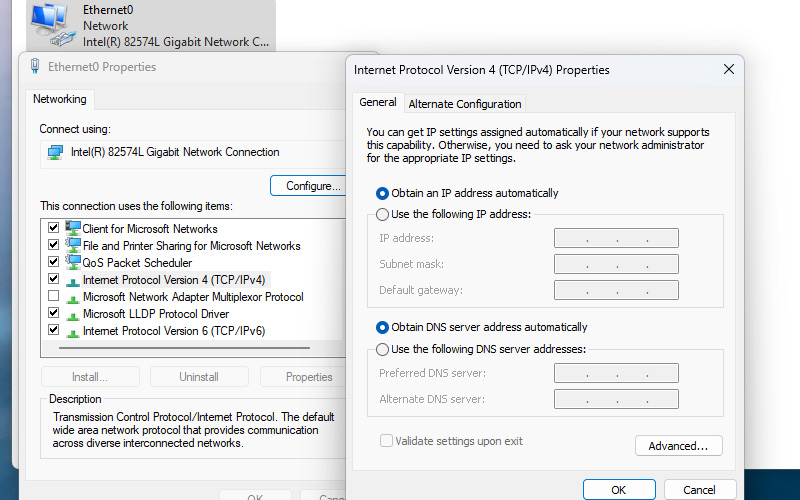 Ethernet0
Network
Intel(R) 82574L Gigabit Network C...
Ethernet0 Properties
Networking
Connect using:
Intel(R) 82574L Gigabit Network Connection
Configure...
This connection uses the following items:
Client for Microsoft Networks
File and Printer Sharing for Microsoft Networks
QoS Packet Scheduler
Internet Protocol Version 4 (TCP/IPv4)
Microsoft Network Adapter Multiplexor Protocol
Microsoft LLDP Protocol Driver
Internet Protocol Version 6 (TCP/IPv6)
Install...
Uninstall
Properties
Description
Transmission Control Protocol/Internet Protocol. The default
wide area network protocol that provides communication
across diverse interconnected networks.
OK
Internet Protocol Version 4 (TCP/IPv4) Properties
General
Alternate Configuration
You can get IP settings assigned automatically if your network supports
this capability. Otherwise, you need to ask your network administrator
for the appropriate IP settings.
Obtain an IP address automatically
Use the following IP address:
IP address:
Subnet mask:
Default gateway:
Obtain DNS server address automatically
Use the following DNS server addresses:
Preferred DNS server:
Alternate DNS server:
Validate settings upon exit
Advanced...
OK
Cancel